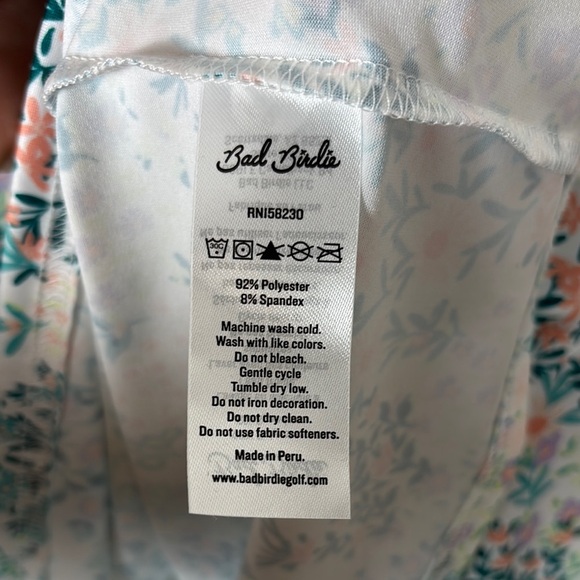 Bad Birdie
RN158230
30C
92% Polyester
8% Spandex
Machine wash cold.
Wash with like colors.
Do not bleach.
Gentle cycle
Tumble dry low.
Do not iron decoration.
Do not dry clean.
Do not use fabric softeners.
Made in Peru.
www.badbirdiegolf.com